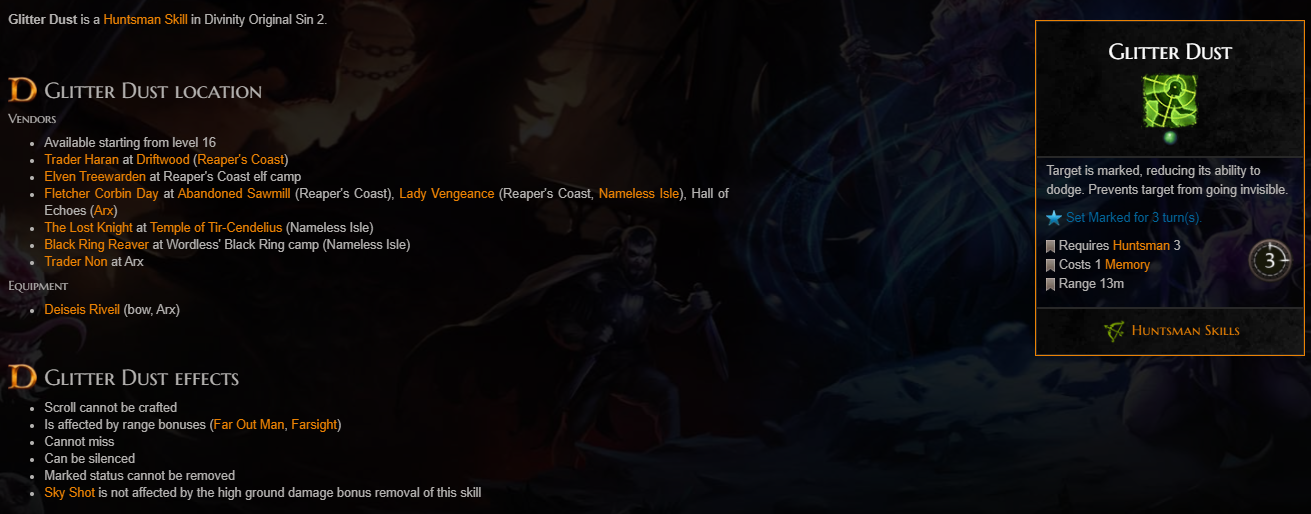 Glitter Dust is a Huntsman Skill in Divinity Original Sin 2.
Glitter Dust location
Vendors
Available starting from level 16
Trader Haran at Driftwood (Reaper's Coast)
Elven Treewarden at Reaper's Coast elf camp
Fletcher Corbin Day at Abandoned Sawmill (Reaper's Coast), Lady Vengeance (Reaper's Coast, Nameless Isle), Hall of
Echoes (Arx)
The Lost Knight at Temple of Tir-Cendelius (Nameless Isle)
Black Ring Reaver at Wordless' Black Ring camp (Nameless Isle)
Trader Non at Arx
Equipment
Deiseis Riveil (bow, Arx)
Glitter Dust effects
Scroll cannot be crafted
Is affected by range bonuses (Far Out Man, Farsight)
Cannot miss
Can be silenced
Marked status cannot be removed
Sky Shot is not affected by the high ground damage bonus removal of this skill
Glitter Dust
Target is marked, reducing its ability to
dodge. Prevents target from going invisible.
Set Marked for 3 turn(s).
Requires Huntsman 3
Costs 1 Memory
Range 13m
3
Huntsman Skills